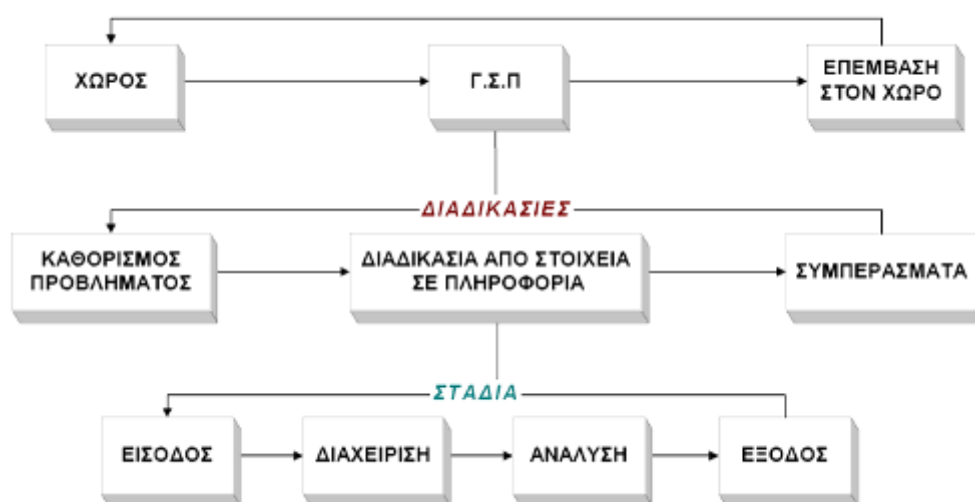 ΧΩΡΟΣ
Γ.Σ.Π
ΕΠΕΜΒΑΣΗ
ΣΤΟΝ ΧΩΡΟ
ΔΙΑΔΙΚΑΣΙΕΣ
ΚΑΘΟΡΙΣΜΟΣ
ΠΡΟΒΛΗΜΑΤΟΣ
ΔΙΑΔΙΚΑΣΙΑ ΑΠΟ ΣΤΟΙΧΕΙΑ
ΣΕ ΠΛΗΡΟΦΟΡΙΑ
ΣΥΜΠΕΡΑΣΜΑΤΑ
ΣΤΑΔΙΑ
ΕΙΣΟΔΟΣ
ΔΙΑΧΕΙΡΙΣΗ
ΑΝΑΛΥΣΗ
ΕΞΟΔΟΣ